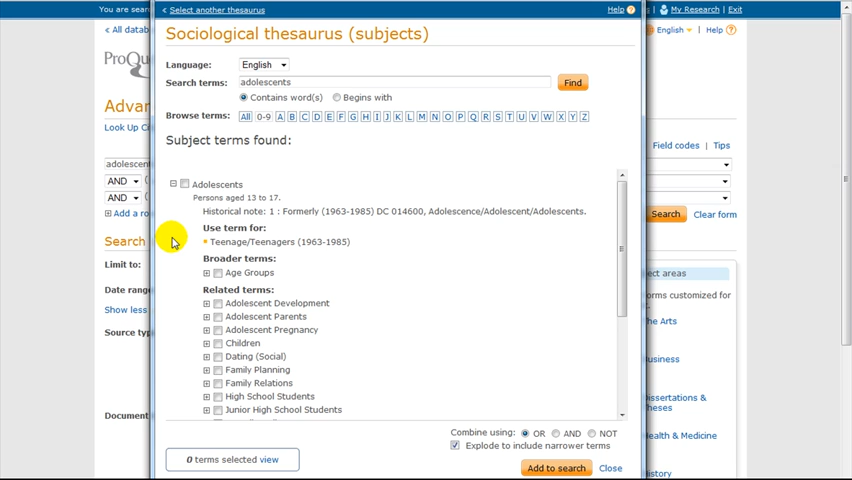 You are sea
Select another thesaurus
Help ?
My Research
Exit
All datab
English
Help ?
ProQu
Sociological thesaurus (subjects)
Language:
English
Search terms:
adolescents
Find
Contains word(s)
Begins with
Advan
Browse terms:
All 0-9 A B C D E F G H I J K L M N O P Q R S T U V W X Y Z
Look Up Ci
Subject terms found:
Field codes
Tips
adolescents
AND
AND
Add a ro
Search
Clear form
Adolescents
Persons aged 13 to 17.
Historical note: 1 : Formerly (1963-1985) DC 014600, Adolescence/Adolescent/Adolescents.
Use term for:
Teenage/Teenagers (1963-1985)
Broader terms:
Age Groups
Related terms:
Adolescent Development
Adolescent Parents
Adolescent Pregnancy
Children
Dating (Social)
Family Planning
Family Relations
High School Students
Junior High School Students
Search
Limit to:
Date rang
Show less
Source typ
Document
ect areas
orms customized for
he Arts
usiness
issertations &
heses
ealth & Medicine
istory
Combine using:
OR
AND
NOT
Explode to include narrower terms
0 terms selected view
Add to search
Close